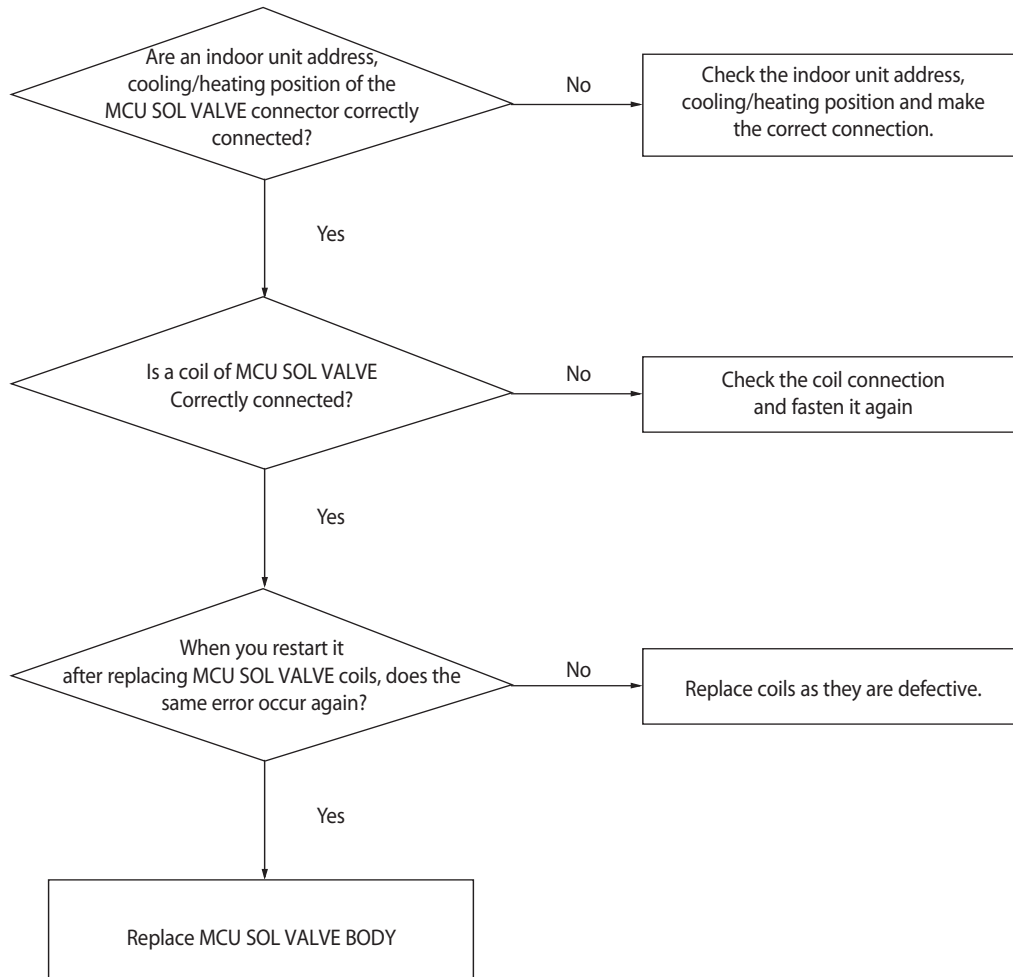 Are an indoor unit address,
cooling/heating position of the
MCU SOL VALVE connector correctly
connected?
No
Check the indoor unit address,
cooling/heating position and make
the correct connection.
Yes
Is a coil of MCU SOL VALVE
Correctly connected?
No
Check the coil connection
and fasten it again
Yes
When you restart it
after replacing MCU SOL VALVE coils, does the
same error occur again?
No
Replace coils as they are defective.
Yes
Replace MCU SOL VALVE BODY